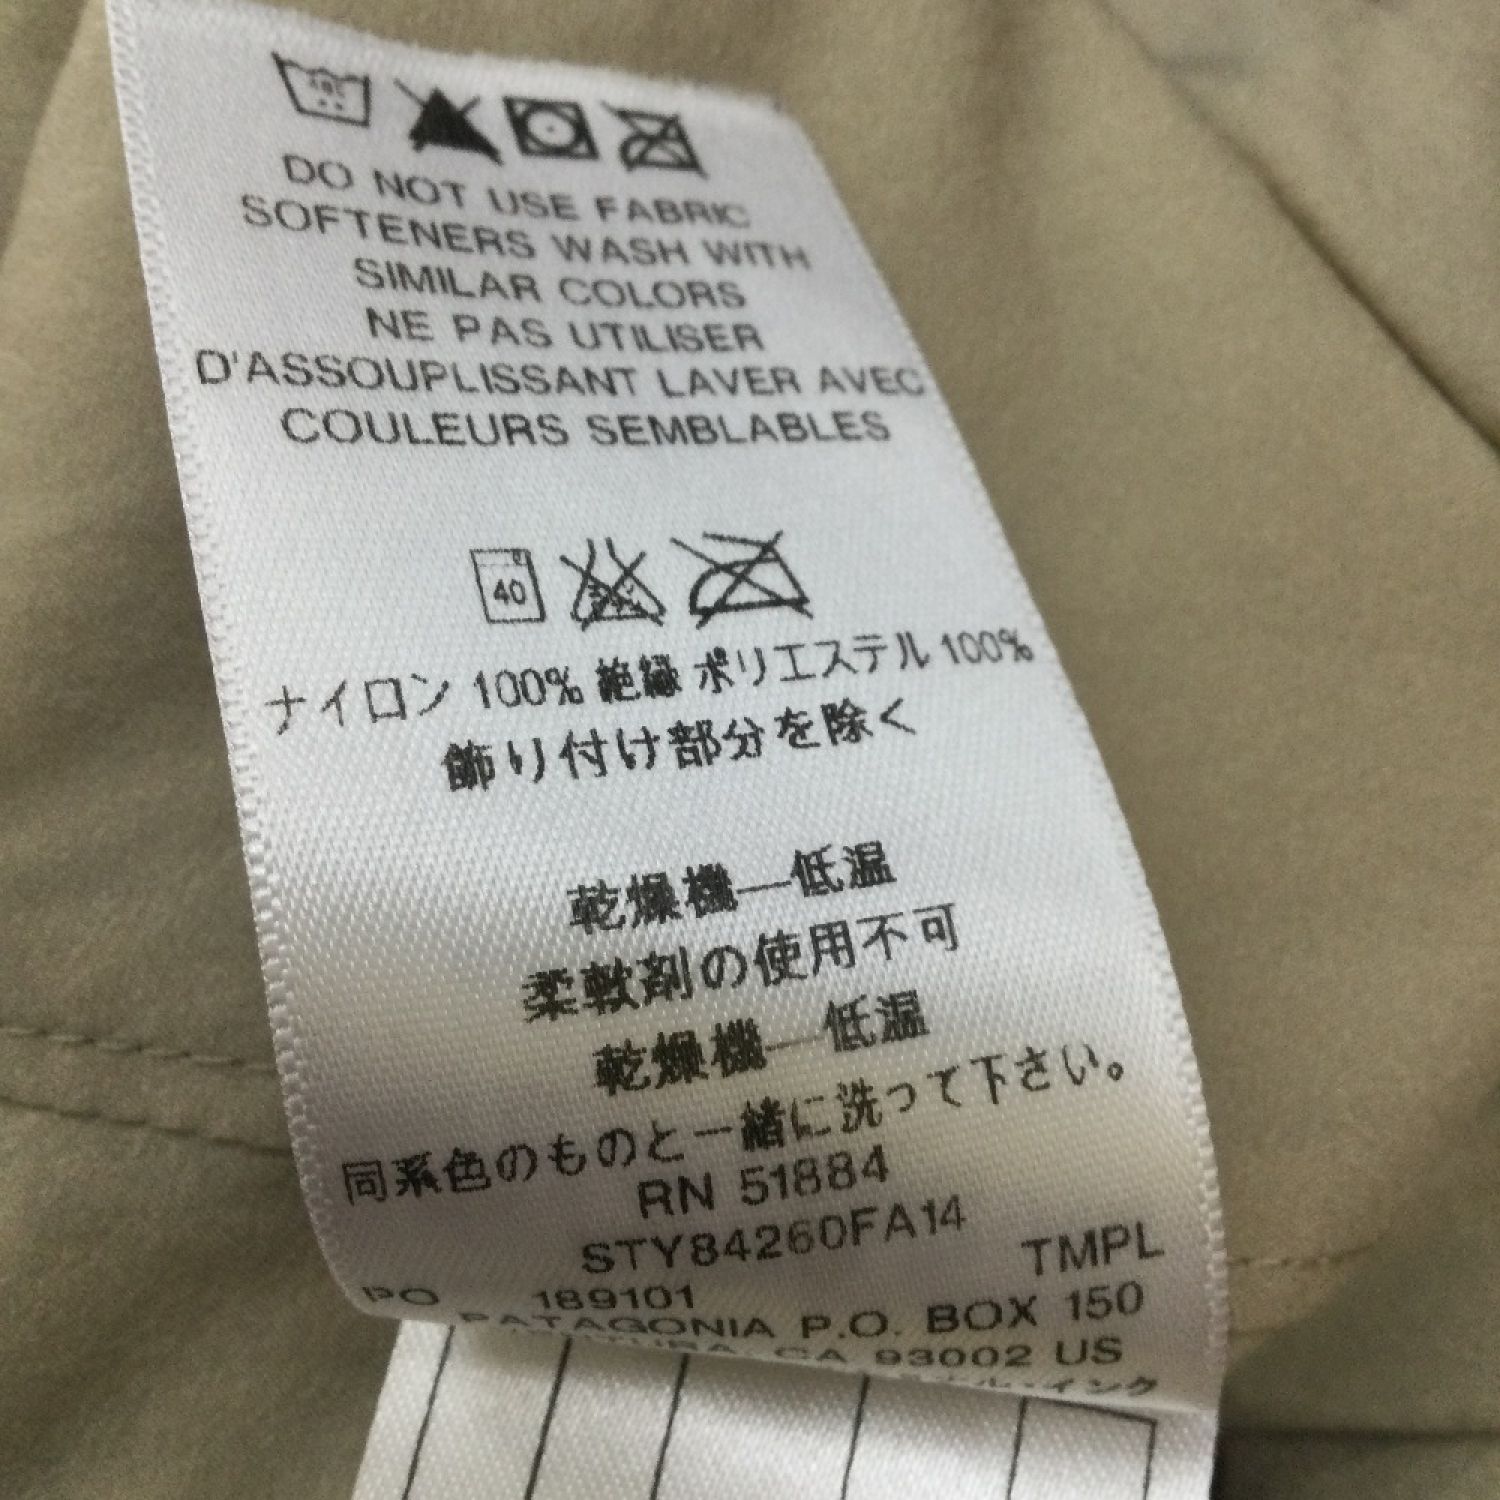 DO NOT USE FABRIC
SOFTENERS WASH WITH
SIMILAR COLORS
NE PAS UTILISER
D'ASSOUPLISSANT LAVER AVEC
COULEURS SEMBLABLES
40
ナイロン 100% 絶縁 ポリエステル 100%
飾り付け部分を除く
乾燥機—低温
柔軟剤の使用不可
乾燥機—低温
同系色のものと一緒に洗って下さい。
RN 51884
STY84260FA14
TMPL
PO 189101
PATAGONIA P.O. BOX 150
CA 93002 US
インク